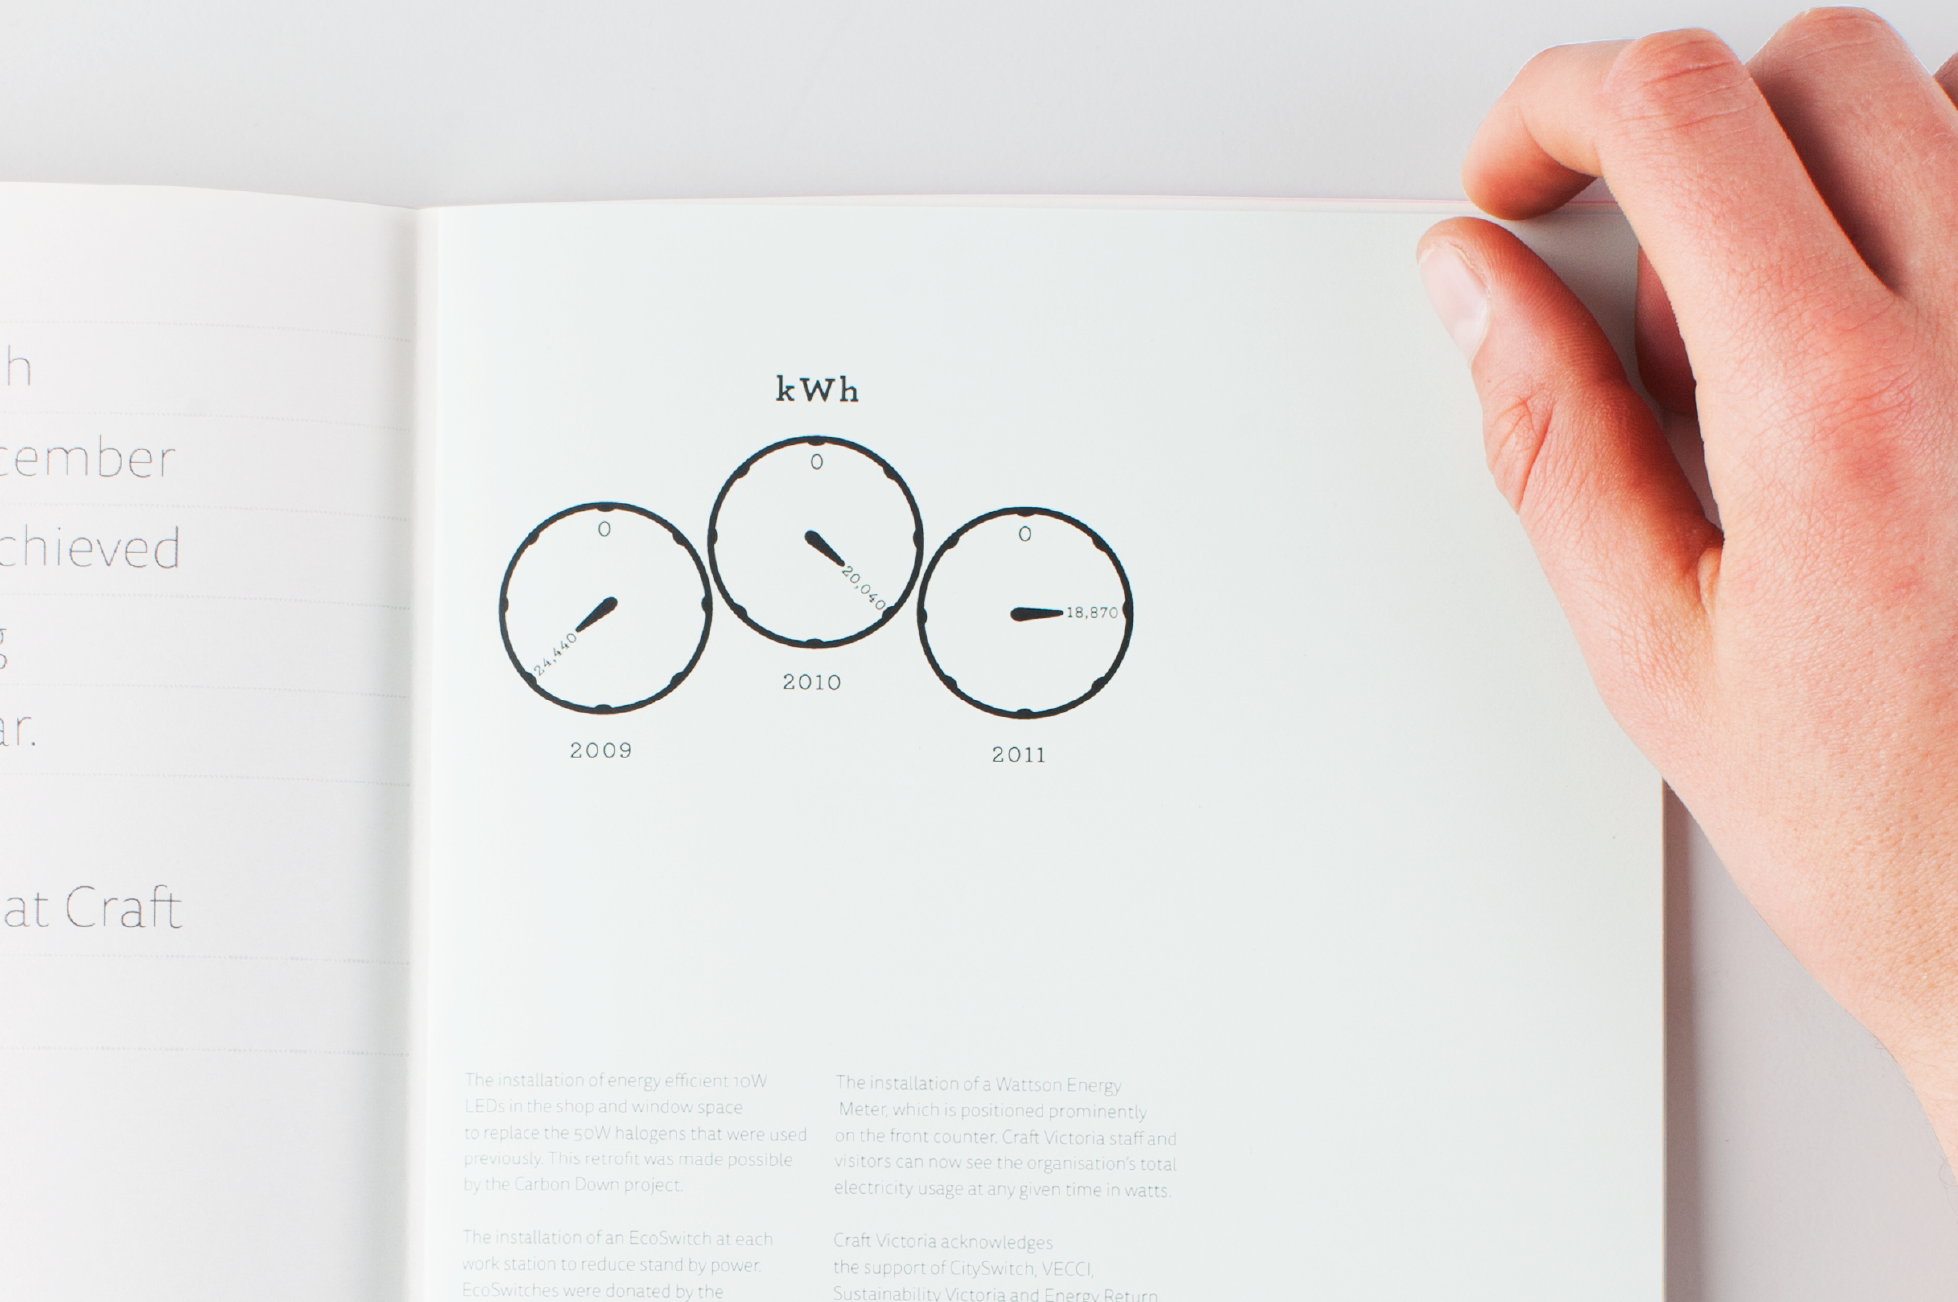 h
cember
chieved
g
ar.
at Craft
kWh
0
0
0
24,440
20,040
18,870
2009
2010
2011
The installation of energy efficient 10W
LEDs in the shop and window space
to replace the 50W halogens that were used
previously. This retrofit was made possible
by the Carbon Down project.
The installation of an EcoSwitch at each
work station to reduce stand by power.
EcoSwitches were donated by the
The installation of a Wattson Energy
Meter, which is positioned prominently
on the front counter. Craft Victoria staff and
visitors can now see the organisation's total
electricity usage at any given time in watts.
Craft Victoria acknowledges
the support of CitySwitch, VECCI,
Sustainability Victoria and Energy Return